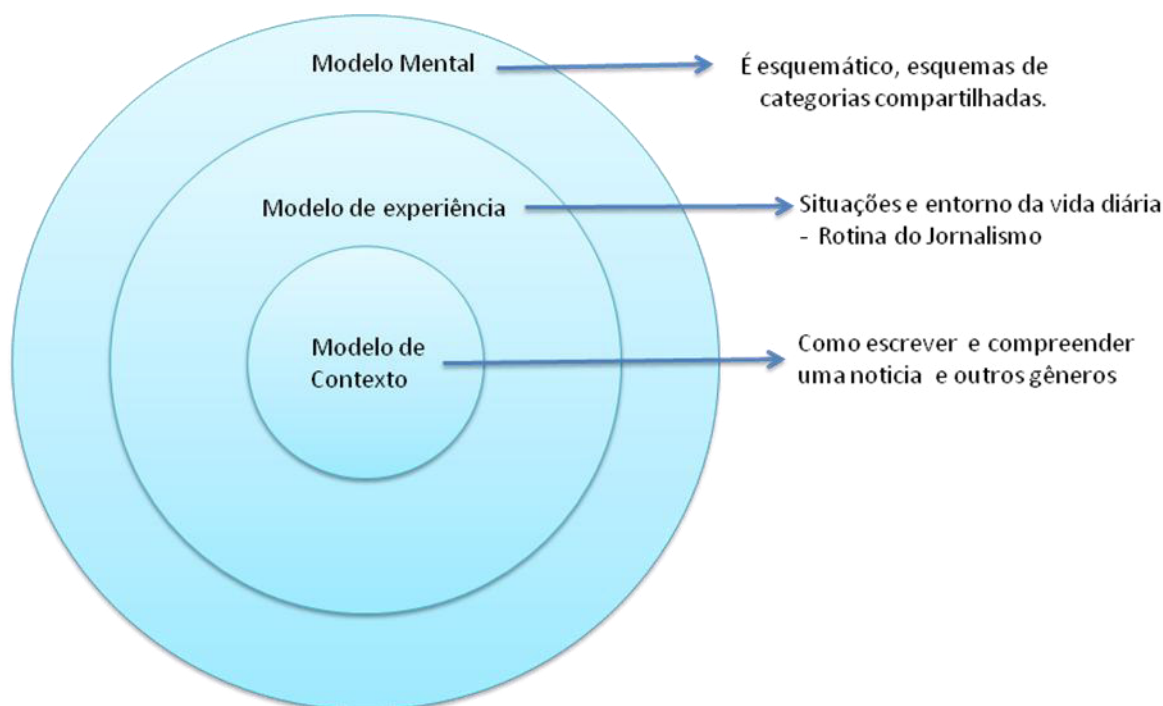 Modelo Mental
É esquemático, esquemas de
categorias compartilhadas.
Modelo de experiência
Situações e entorno da vida diária
- Rotina do Jornalismo
Modelo de
Contexto
Como escrever e compreender
uma noticia e outros gêneros